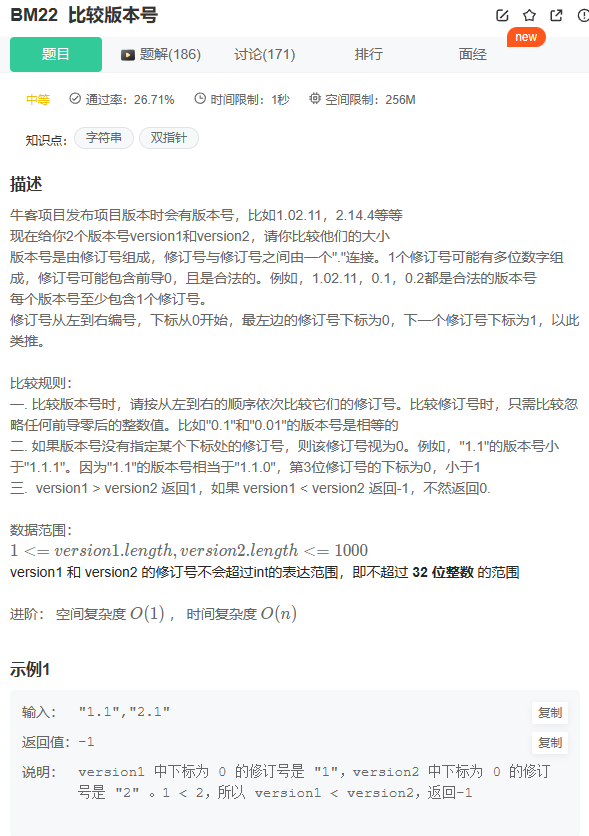 BM22 比较版本号
题目 题解(186) 讨论(171) 排行 面经 new
中等 通过率：26.71% 时间限制：1秒 空间限制：256M
知识点： 字符串 双指针
描述
牛客项目发布项目版本时会有版本号，比如1.02.11，2.14.4等等
现在给你2个版本号version1和version2，请你比较他们的大小
版本号是由修订号组成，修订号与修订号之间由一个"."连接。1个修订号可能有多位数字组
成，修订号可能包含前导0，且是合法的。例如，1.02.11，0.1，0.2都是合法的版本号
每个版本号至少包含1个修订号。
修订号从左到右编号，下标从0开始，最左边的修订号下标为0，下一个修订号下标为1，以此
类推。
比较规则：
一. 比较版本号时，请按从左到右的顺序依次比较它们的修订号。比较修订号时，只需比较忽
略任何前导零后的整数值。比如"0.1"和"0.01"的版本号是相等的
二. 如果版本号没有指定某个下标处的修订号，则该修订号视为0。例如，"1.1"的版本号小
于"1.1.1"。因为"1.1"的版本号相当于"1.1.0"，第3位修订号的下标为0，小于1
三. version1 > version2 返回1，如果 version1 < version2 返回-1，不然返回0.
数据范围：
1 <= version1.length, version2.length <= 1000
version1 和 version2 的修订号不会超过int的表达范围，即不超过 32 位整数 的范围
进阶： 空间复杂度 O(1) ， 时间复杂度 O(n)
示例1
输入： "1.1","2.1" 复制
返回值：-1 复制
说明： version1 中下标为 0 的修订号是 "1"，version2 中下标为 0 的修订
号是 "2" 。1 < 2，所以 version1 < version2，返回-1